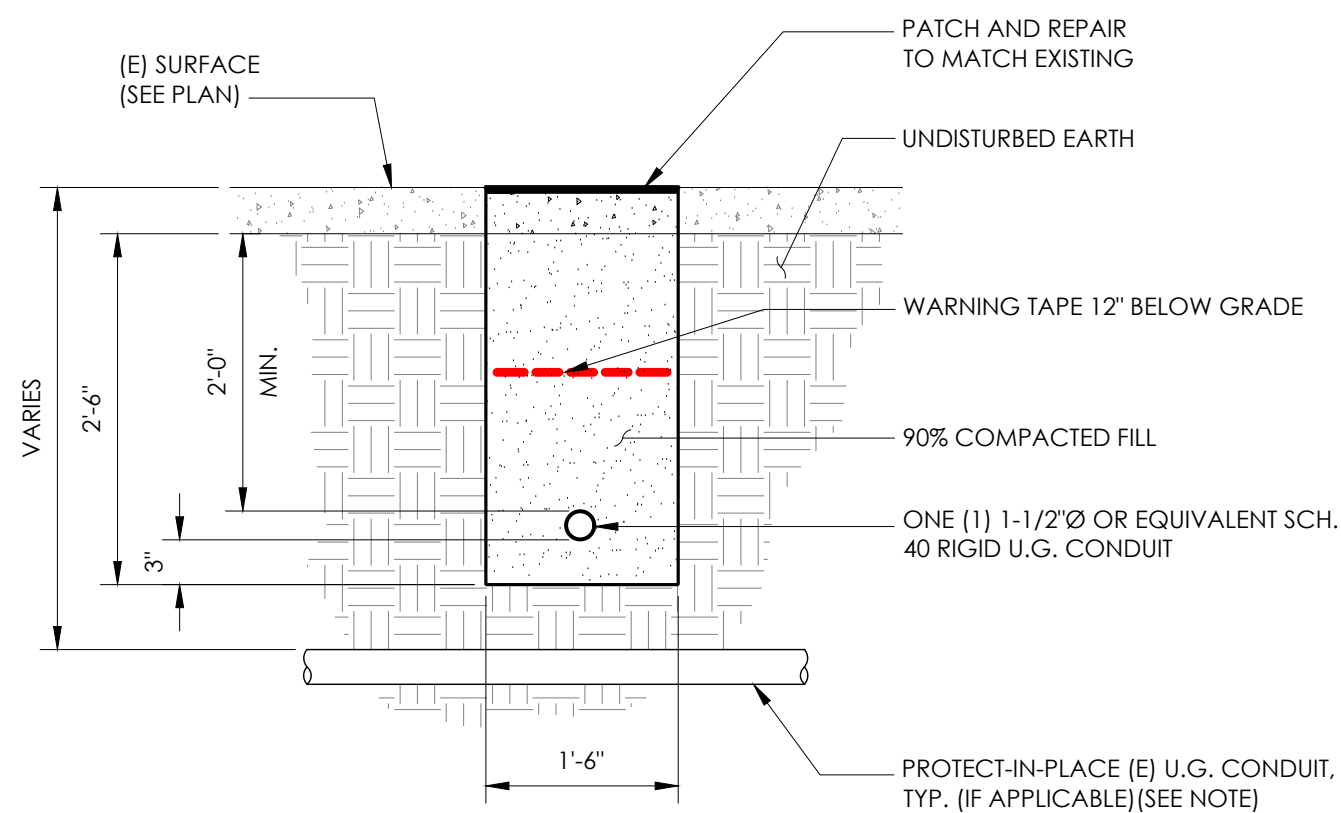 PATCH AND REPAIR
TO MATCH EXISTING
(E) SURFACE
(SEE PLAN)
UNDISTURBED EARTH
WARNING TAPE 12" BELOW GRADE
VARIES
2'-6"
2'-0"
MIN.
3"
90% COMPACTED FILL
ONE (1) 1-1/2"Ø OR EQUIVALENT SCH.
40 RIGID U.G. CONDUIT
1'-6"
PROTECT-IN-PLACE (E) U.G. CONDUIT,
TYP. (IF APPLICABLE)(SEE NOTE)